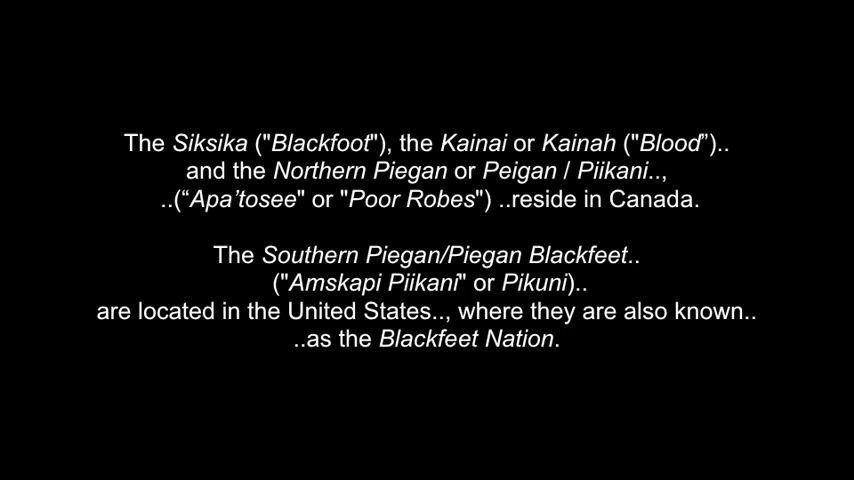 The Siksika ("Blackfoot"), the Kainai or Kainah ("Blood”)..
and the Northern Piegan or Peigan / Piikani..,
..(“Apa’tosee" or "Poor Robes") ..reside in Canada.
The Southern Piegan/Piegan Blackfeet..
("Amskapi Piikani" or Pikuni)..
are located in the United States.., where they are also known..
..as the Blackfeet Nation.